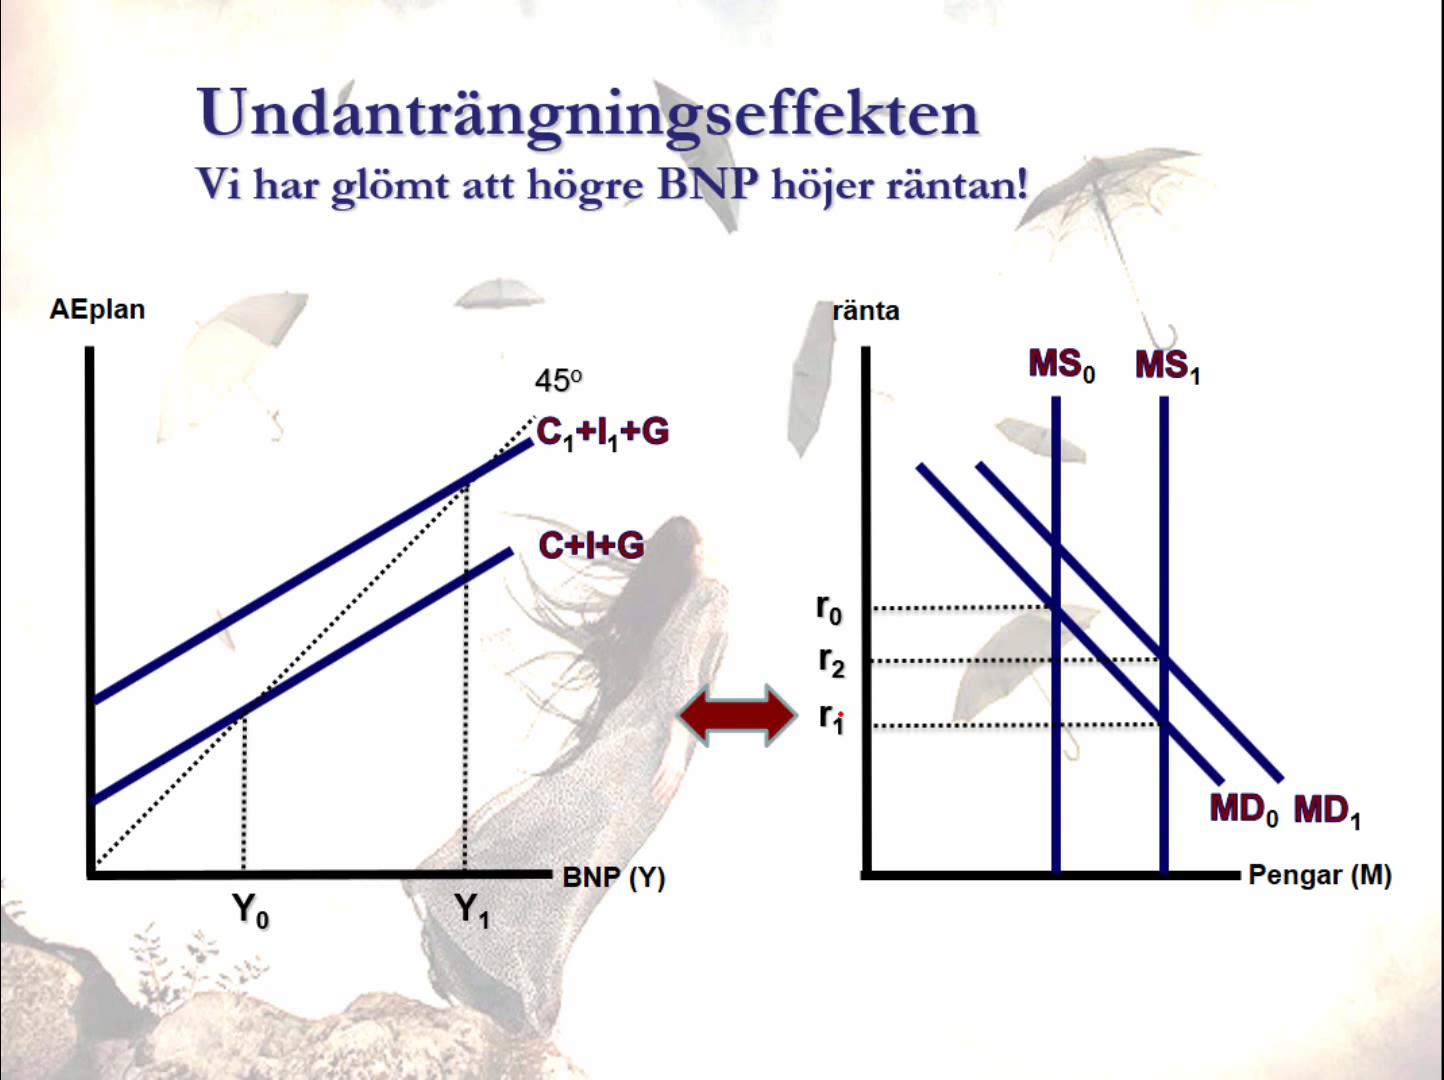 Undanträngningseffekten
Vi har glömt att högre BNP höjer räntan!
AEplan
45º
C₁+I₁+G
C+I+G
BNP (Y)
Y₀
Y₁
ränta
MS₀
MS₁
r₀
r₂
r₁
MD₀
MD₁
Pengar (M)